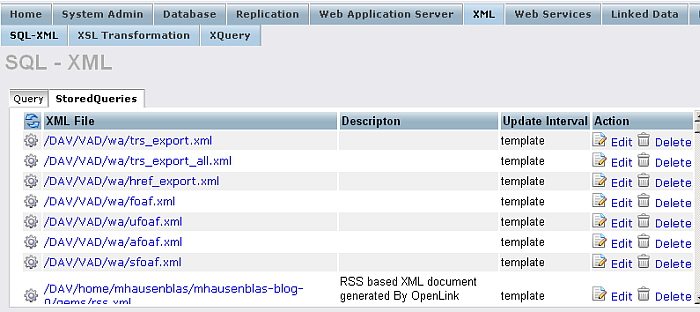 Home System Admin Database Replication Web Application Server XML Web Services Linked Data
SQL-XML XSL Transformation XQuery
SQL - XML
Query StoredQueries
XML File Descripton Update Interval Action
/DAV/VAD/wa/trs_export.xml template Edit Delete
/DAV/VAD/wa/trs_export_all.xml template Edit Delete
/DAV/VAD/wa/href_export.xml template Edit Delete
/DAV/VAD/wa/foaf.xml template Edit Delete
/DAV/VAD/wa/ufoaf.xml template Edit Delete
/DAV/VAD/wa/afoaf.xml template Edit Delete
/DAV/VAD/wa/sfoaf.xml template Edit Delete
/DAV/home/mhausenblas/mhausenblas-blog- RSS based XML document
0/gems/rss.xml generated By OpenLink template Edit Delete